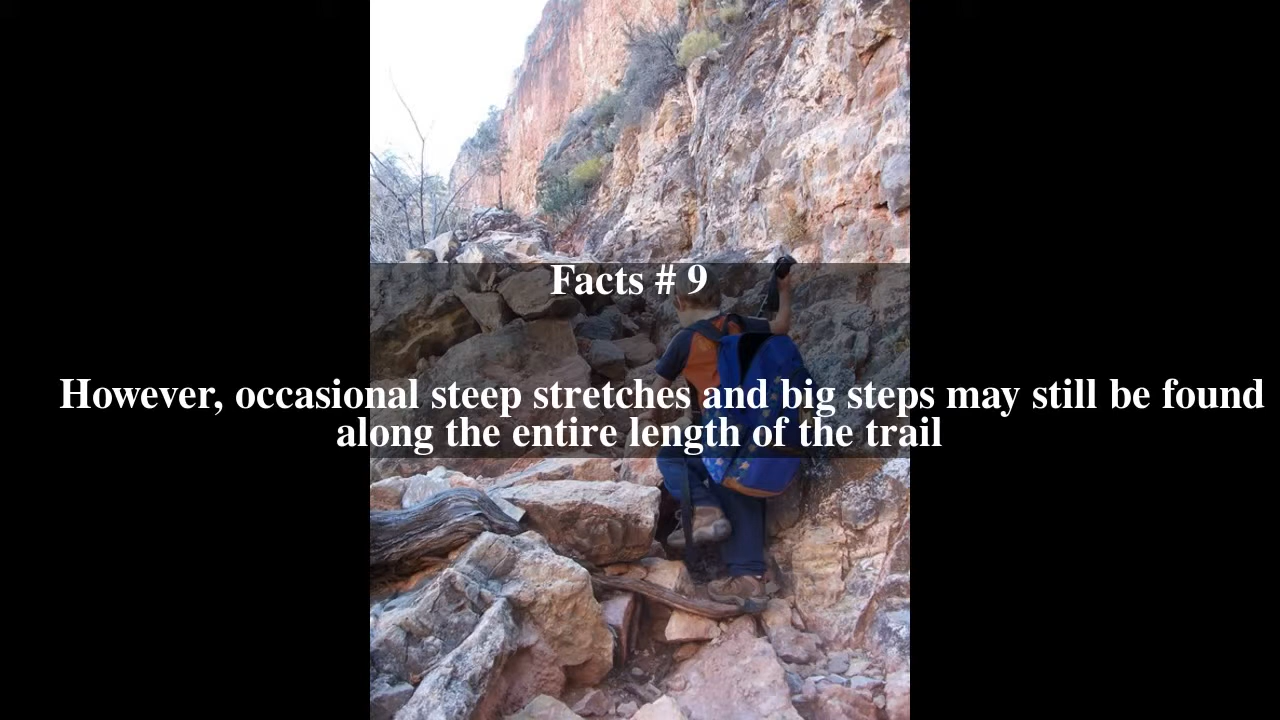 Facts # 9
However, occasional steep stretches and big steps may still be found
along the entire length of the trail